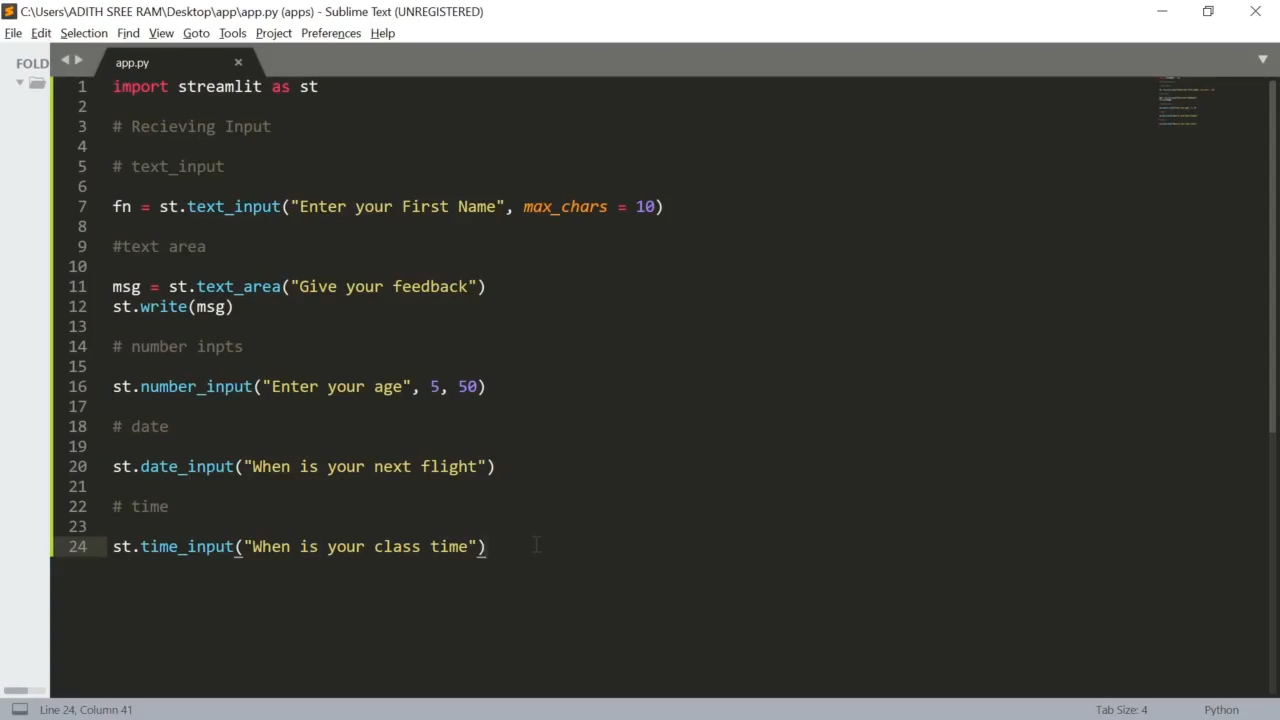 C:\Users\ADITH SREE RAM\Desktop\app\app.py (apps) - Sublime Text (UNREGISTERED)
File Edit Selection Find View Goto Tools Project Preferences Help
FOLD
app.py
1 import streamlit as st
2
3 # Recieving Input
4
5 # text_input
6
7 fn = st.text_input("Enter your First Name", max_chars = 10)
8
9 #text area
10
11 msg = st.text_area("Give your feedback")
12 st.write(msg)
13
14 # number inpts
15
16 st.number_input("Enter your age", 5, 50)
17
18 # date
19
20 st.date_input("When is your next flight")
21
22 # time
23
24 st.time_input("When is your class time")
Line 24, Column 41
Tab Size: 4
Python